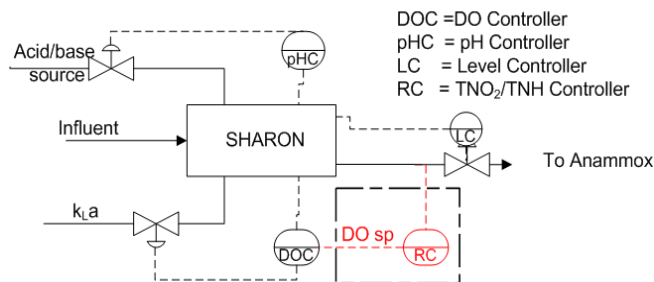 DOC =DO Controller
pHC = pH Controller
LC = Level Controller
RC = TNO₂/TNH Controller
Acid/base
source
pHC
Influent
SHARON
LC
To Anammox
kLa
DOC
DO sp
RC